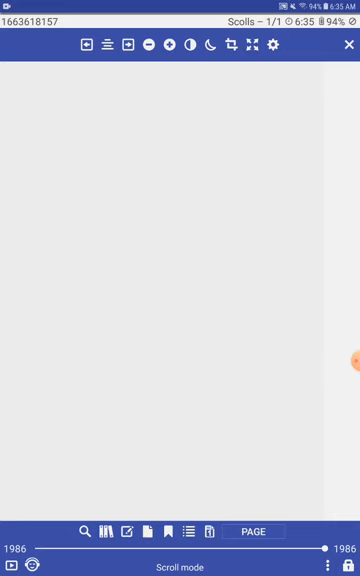 94% 6:35 AM
1663618157 Scolls – 1/1 6:35 94%
PAGE
1986 1986
Scroll mode